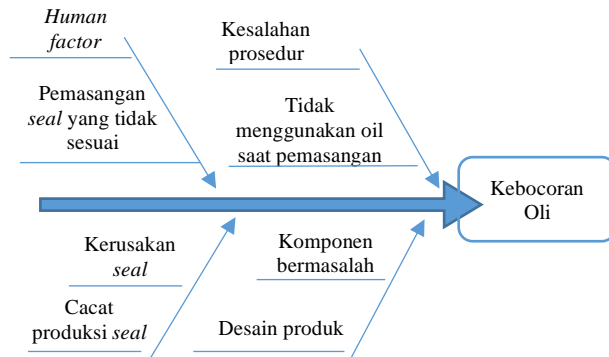 Human
factor
Pemasangan
seal yang tidak
sesuai
Kesalahan
prosedur
Tidak
menggunakan oil
saat pemasangan
Kebocoran
Oli
Kerusakan
seal
Cacat
produksi seal
Komponen
bermasalah
Desain produk